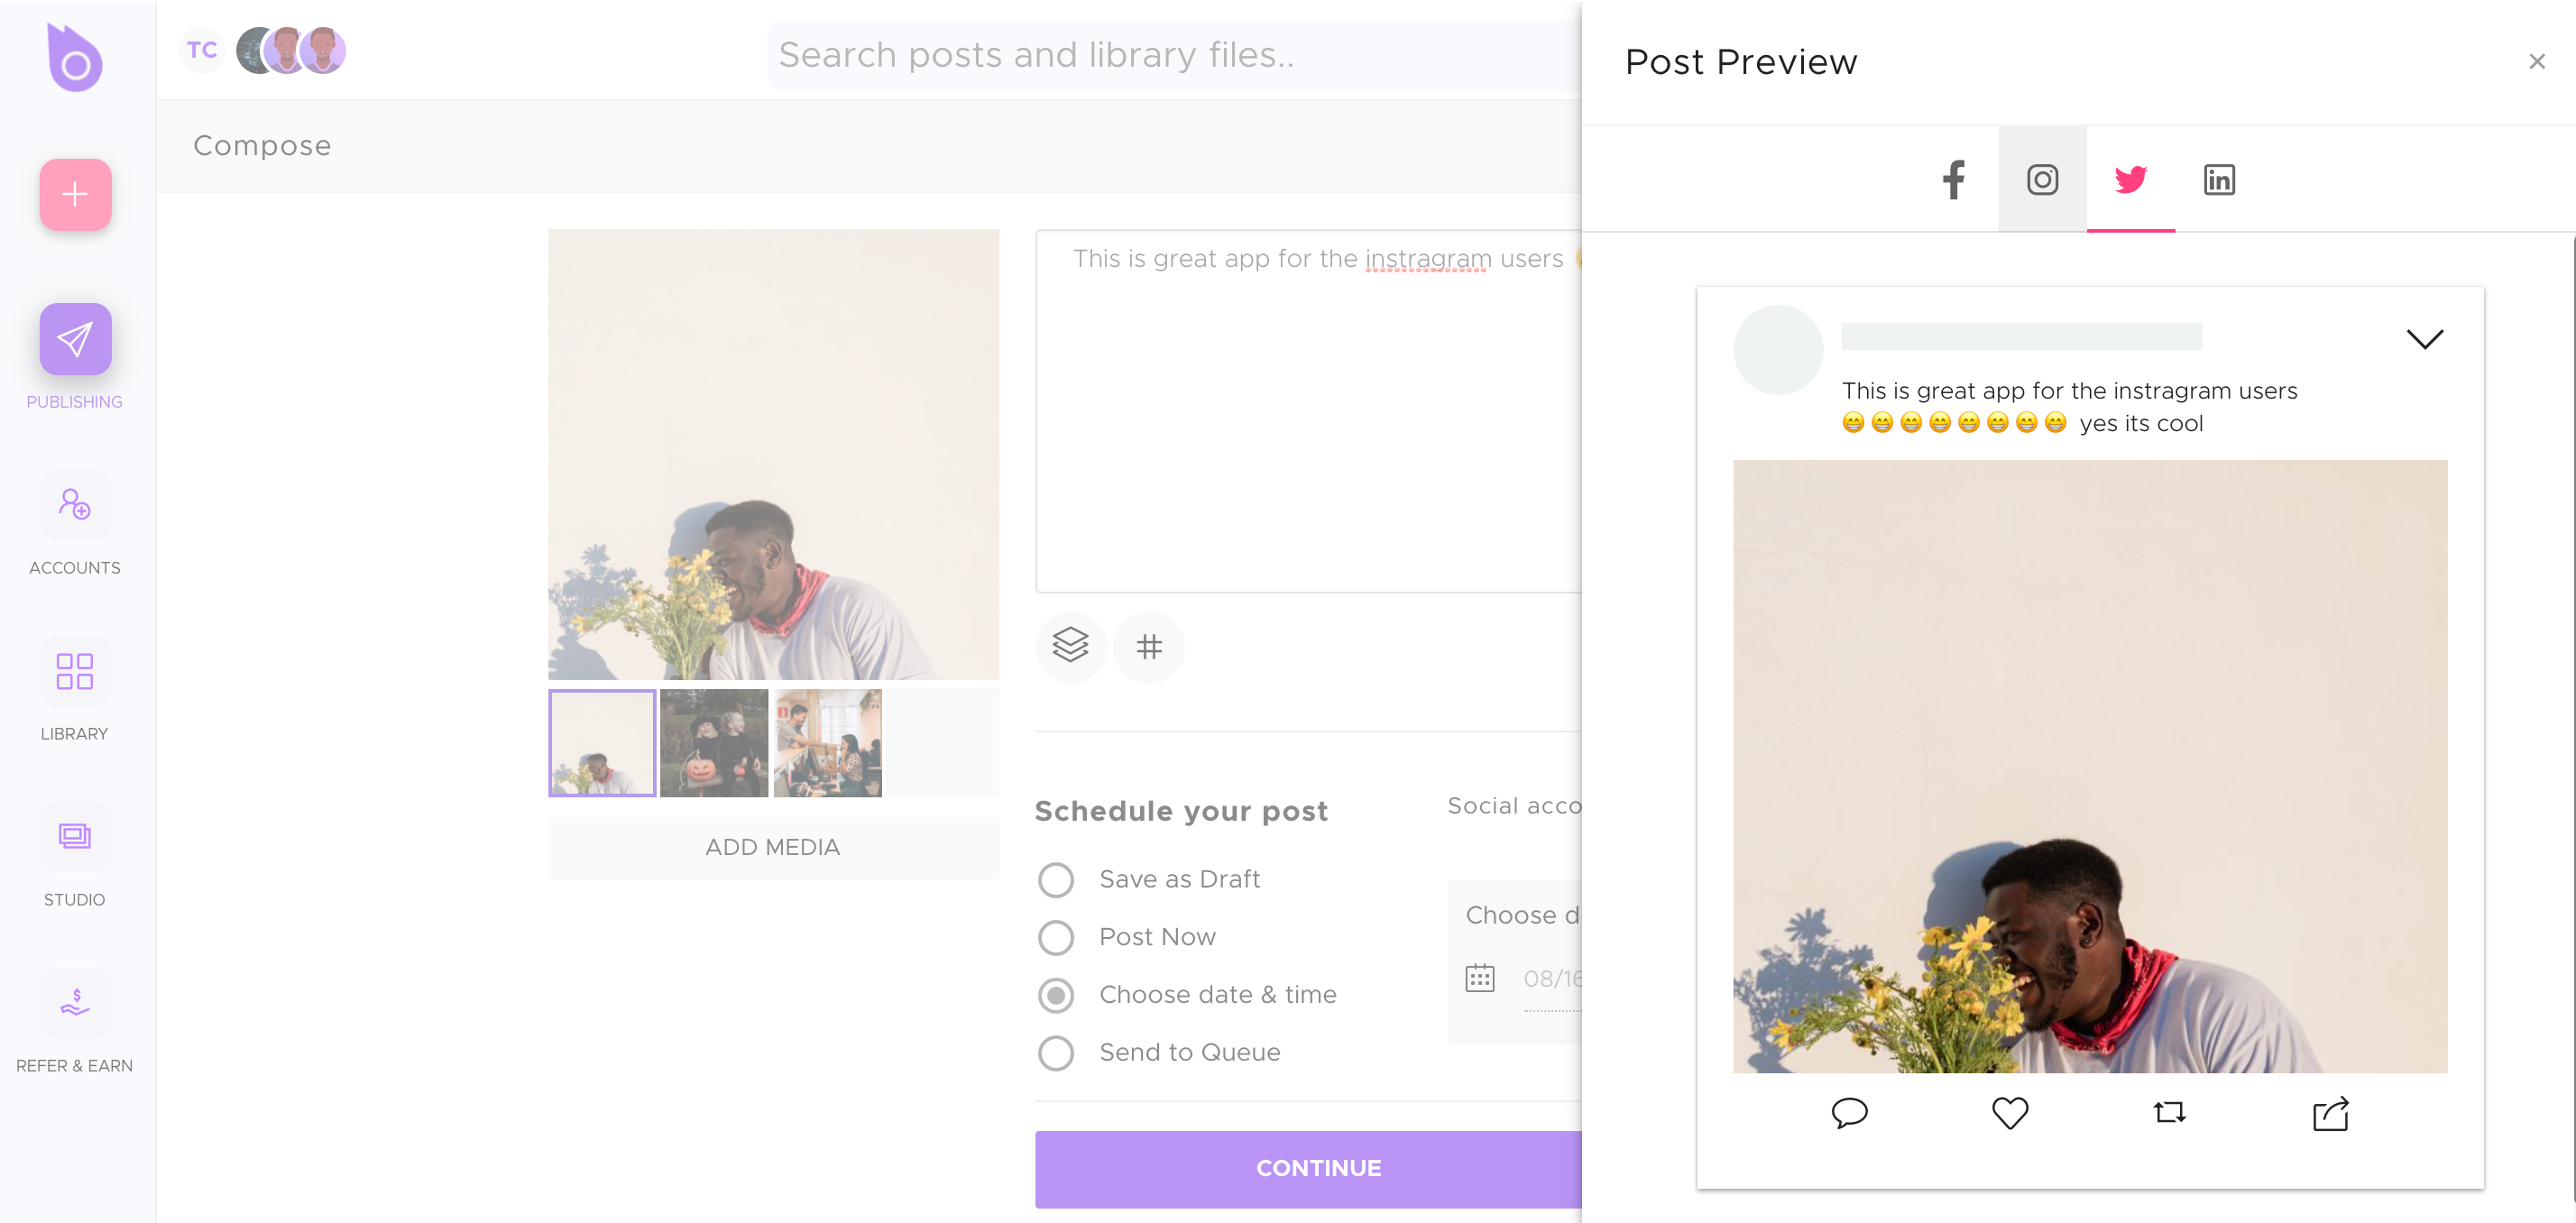 TC
Search posts and library files..
Compose
PUBLISHING
ACCOUNTS
LIBRARY
STUDIO
REFER & EARN
This is great app for the instragram users
ADD MEDIA
Schedule your post
Save as Draft
Post Now
Choose date & time
Send to Queue
Social acco
Choose d
08/16
CONTINUE
Post Preview
This is great app for the instragram users
😁😁😁😁😁😁😁😁 yes its cool